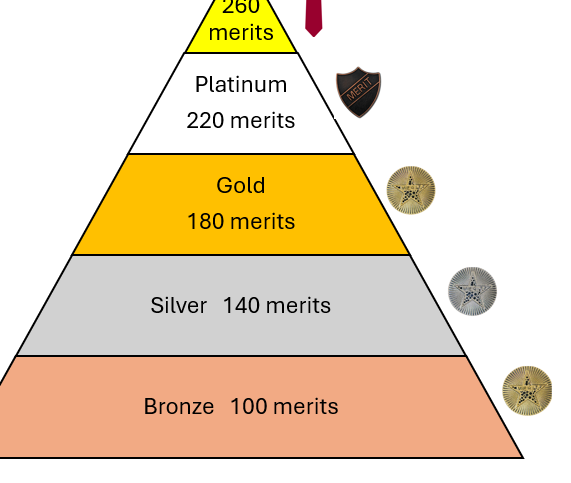 260
merits
Platinum
220 merits
MERIT
Gold
180 merits
Silver 140 merits
Bronze 100 merits